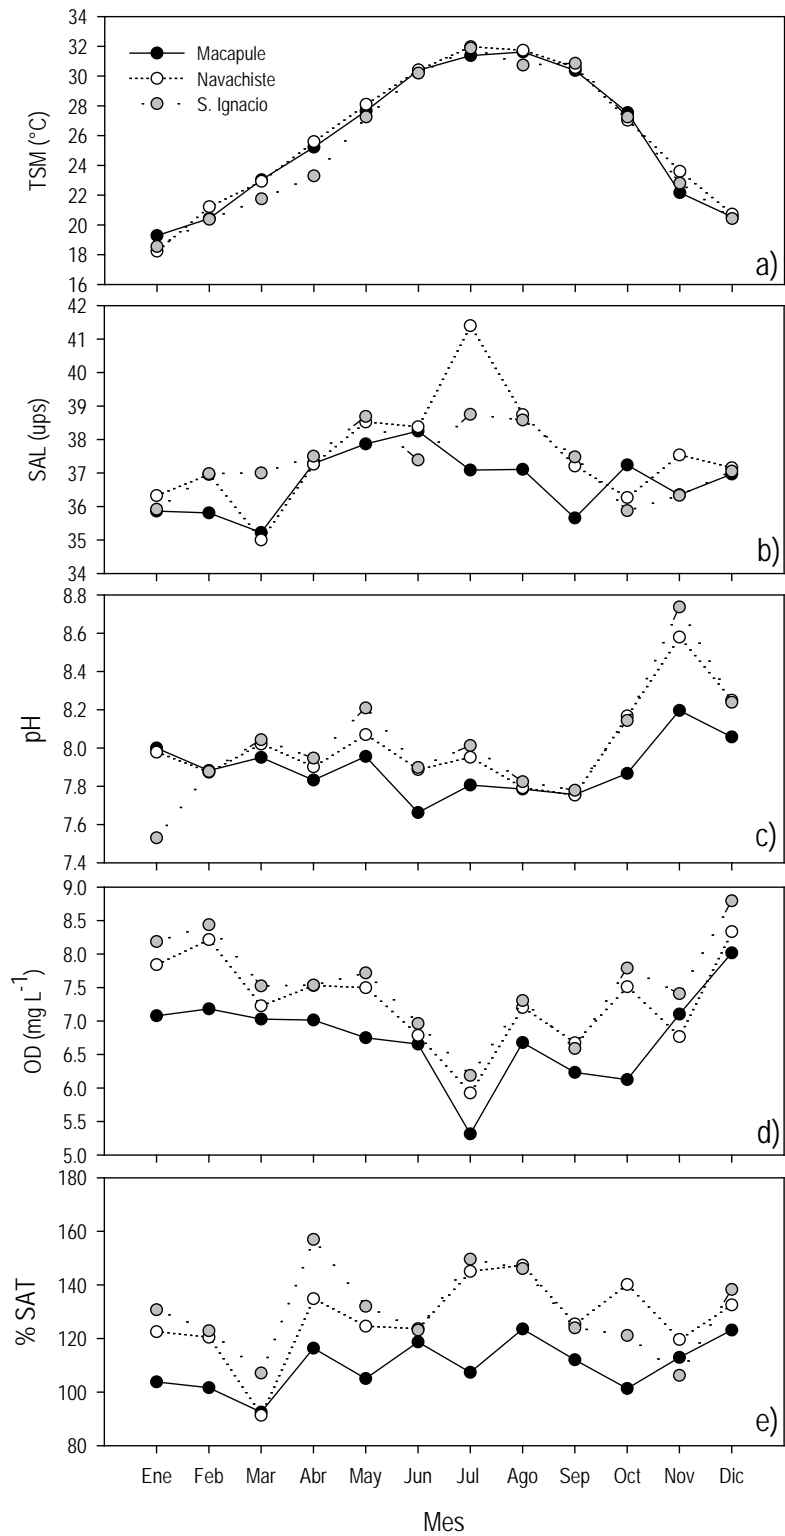 34
32
30
28
26
24
22
20
18
16
TSM (°C)
Macapule
Navachiste
S. Ignacio
a)
42
41
40
39
38
37
36
35
34
SAL (ups)
b)
8.8
8.6
8.4
8.2
8.0
7.8
7.6
7.4
pH
c)
9.0
8.5
8.0
7.5
7.0
6.5
6.0
5.5
5.0
OD (mg L⁻¹)
d)
180
160
140
120
100
80
% SAT
e)
Ene Feb Mar Abr May Jun Jul Ago Sep Oct Nov Dic
Mes